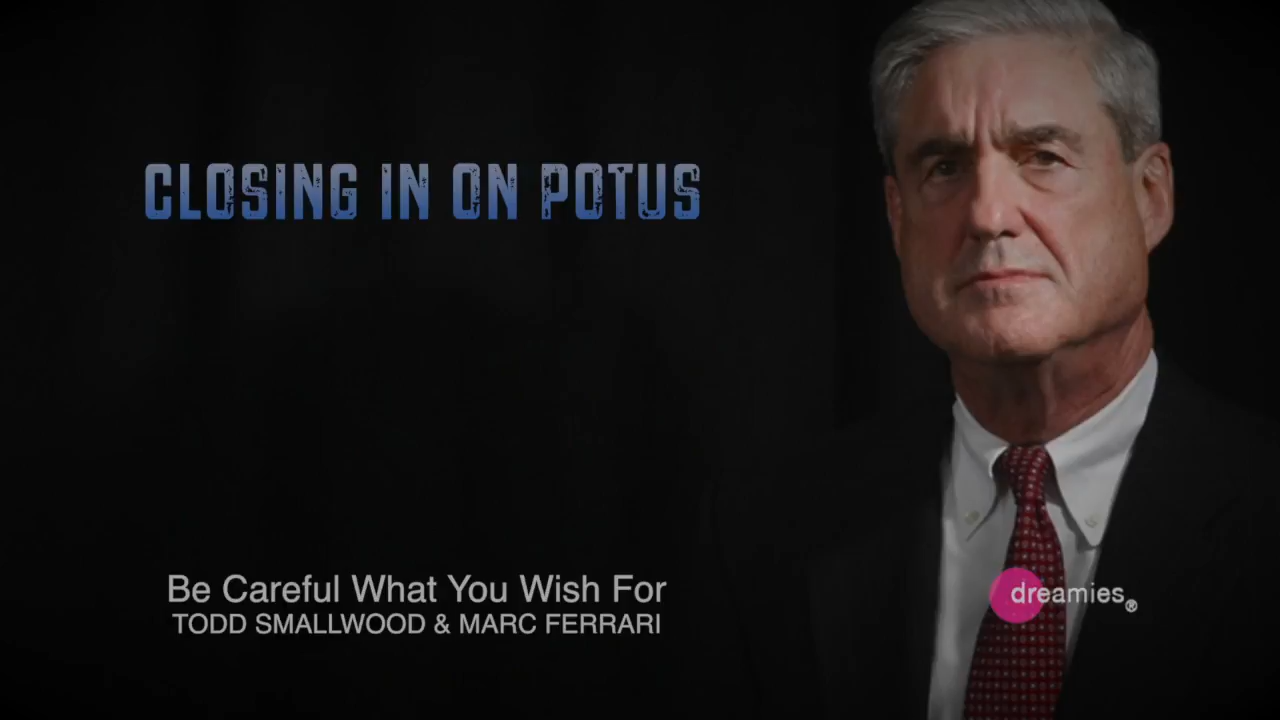 CLOSING IN ON POTUS
Be Careful What You Wish For
TODD SMALLWOOD & MARC FERRARI
dreamies®